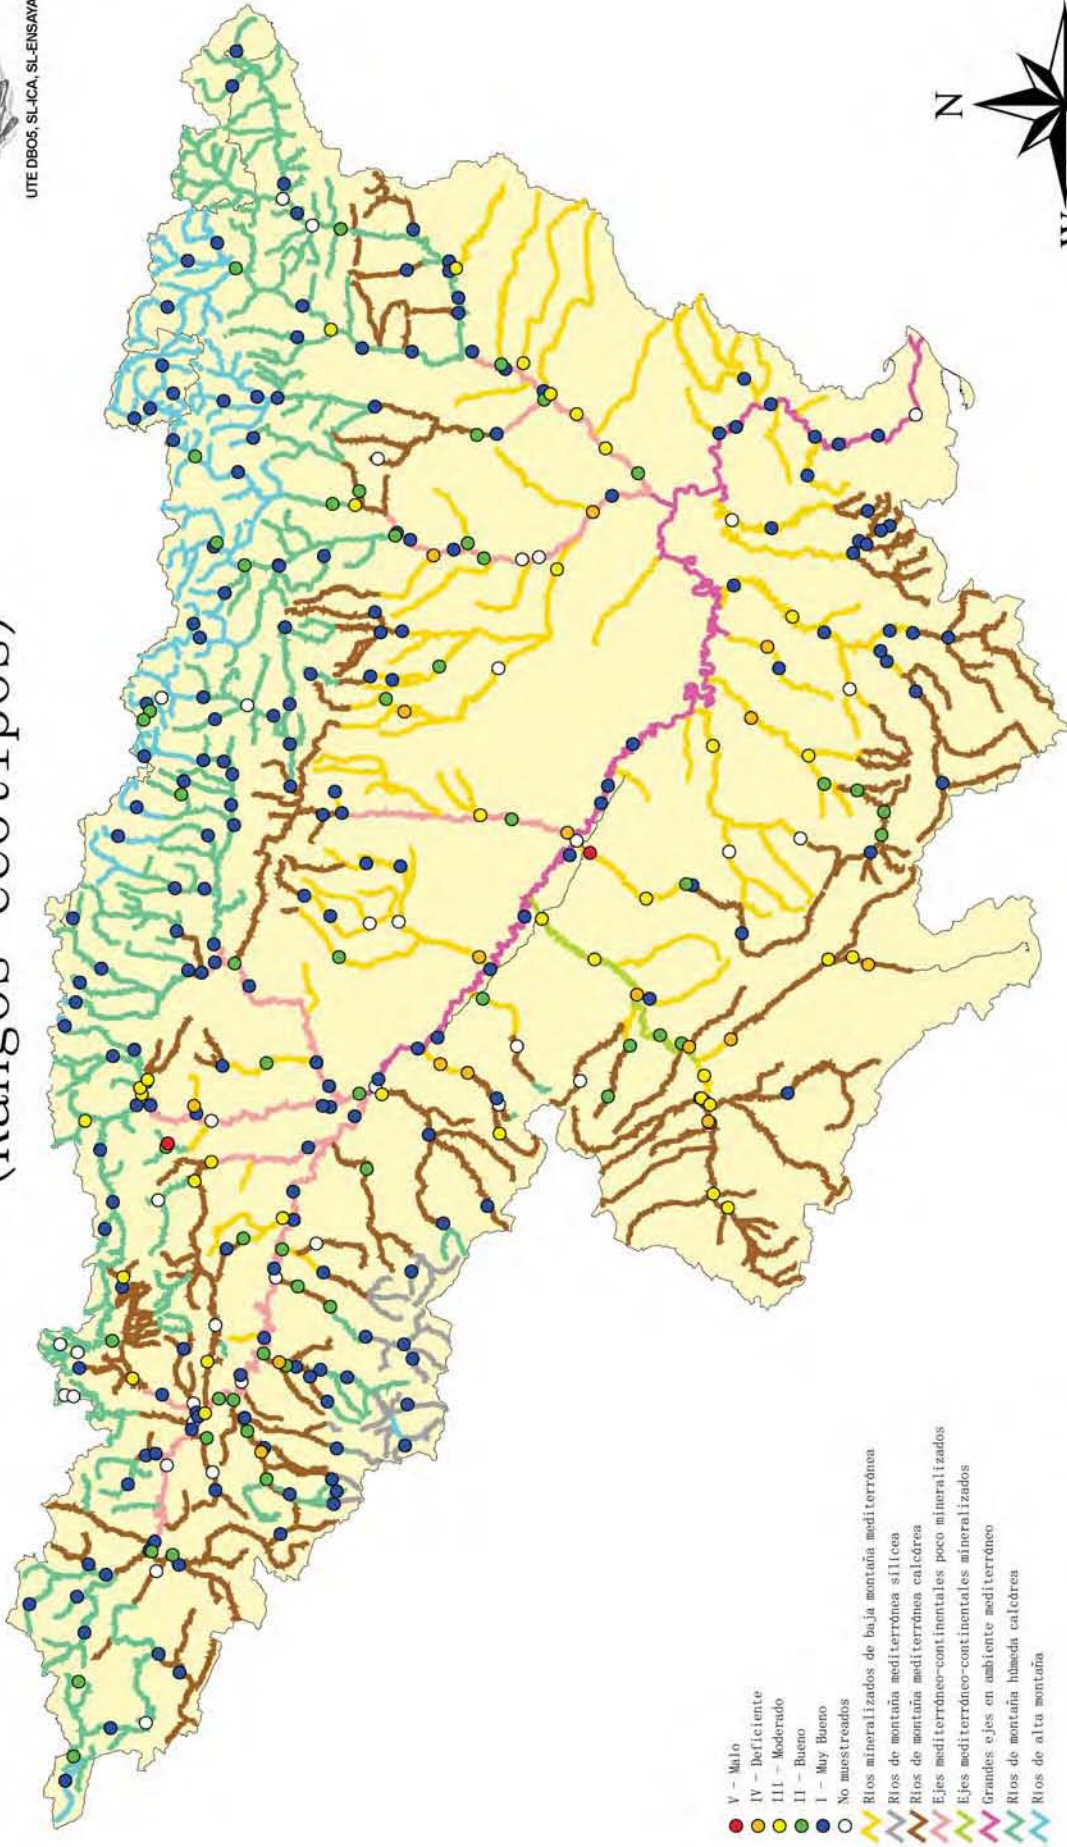 UTE DBO5, SL-ICA, SL-ENSAYA
(Rangos ecotipos)
N
V - Malo
IV - Deficiente
III - Moderado
II - Bueno
I - Muy Bueno
No muestreados
Ríos mineralizados de baja montaña mediterránea
Ríos de montaña mediterránea silícea
Ríos de montaña mediterránea calcárea
Ejes mediterráneo-continentales poco mineralizados
Ejes mediterráneo-continentales mineralizados
Grandes ejes en ambiente mediterráneo
Ríos de montaña húmeda calcárea
Ríos de alta montaña